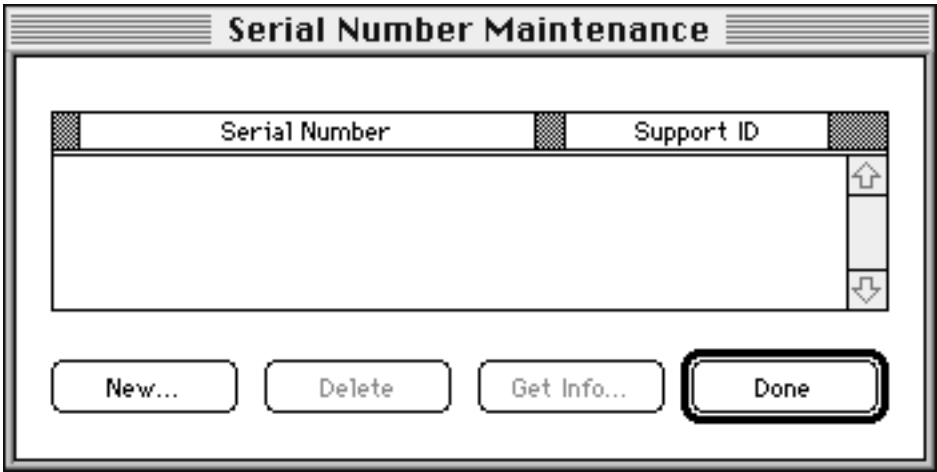 Serial Number Maintenance
Serial Number Support ID
New... Delete Get Info... Done